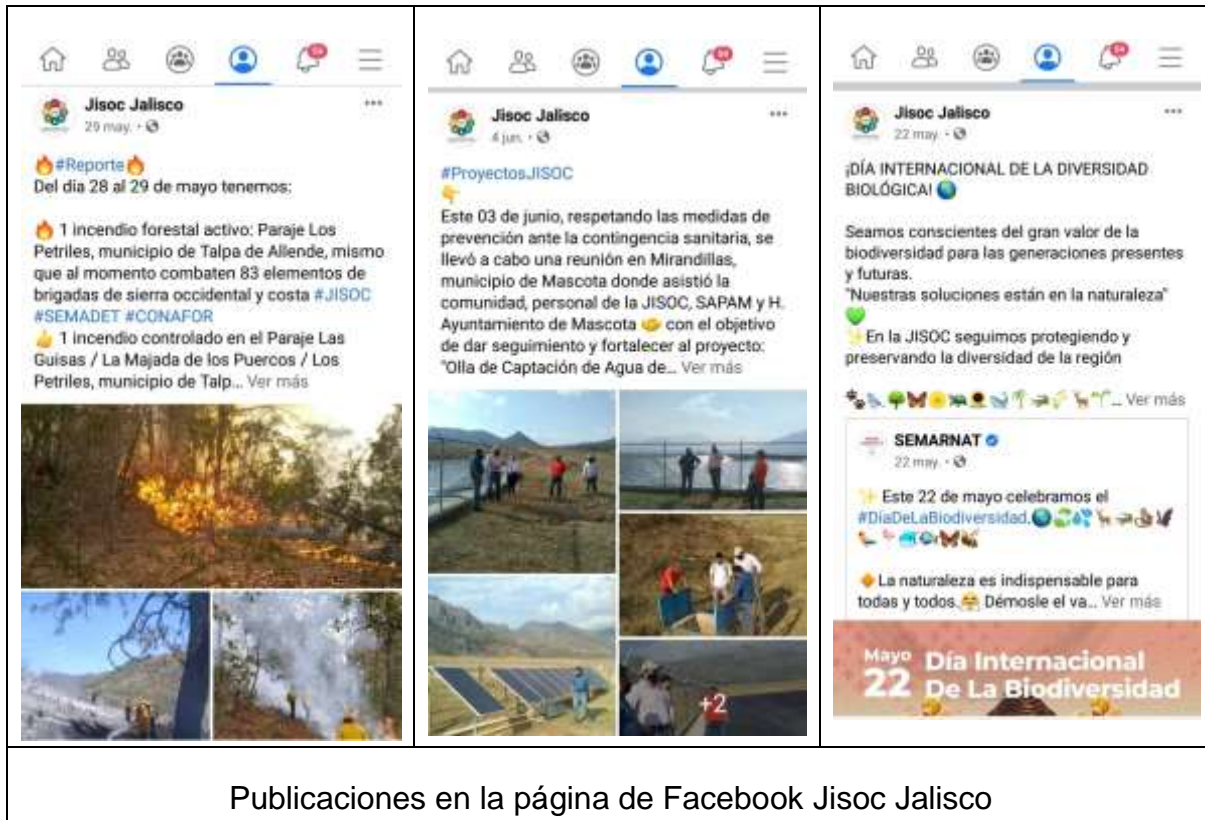 Jisoc Jalisco
29 may.
#Reporte
Del día 28 al 29 de mayo tenemos:
1 incendio forestal activo: Paraje Los
Petriles, municipio de Talpa de Allende, mismo
que al momento combaten 83 elementos de
brigadas de sierra occidental y costa #JISOC
#SEMADET #CONAFOR
1 incendio controlado en el Paraje Las
Guisas / La Majada de los Puercos / Los
Petriles, municipio de Talp... Ver más
Jisoc Jalisco
4 jun.
#ProyectosJISOC
Este 03 de junio, respetando las medidas de
prevención ante la contingencia sanitaria, se
llevó a cabo una reunión en Mirandillas,
municipio de Mascota donde asistió la
comunidad, personal de la JISOC, SAPAM y H.
Ayuntamiento de Mascota 🤝 con el objetivo
de dar seguimiento y fortalecer al proyecto:
"Olla de Captación de Agua de... Ver más
+2
Jisoc Jalisco
22 may.
¡DÍA INTERNACIONAL DE LA DIVERSIDAD
BIOLÓGICA!
Seamos conscientes del gran valor de la
biodiversidad para las generaciones presentes
y futuras.
"Nuestras soluciones están en la naturaleza"
En la JISOC seguimos protegiendo y
preservando la diversidad de la región
... Ver más
SEMARNAT
22 may.
Este 22 de mayo celebramos el
#DíaDeLaBiodiversidad.
La naturaleza es indispensable para
todas y todos. Démosle el va... Ver más
Mayo
22
Día Internacional
De La Biodiversidad
Publicaciones en la página de Facebook Jisoc Jalisco